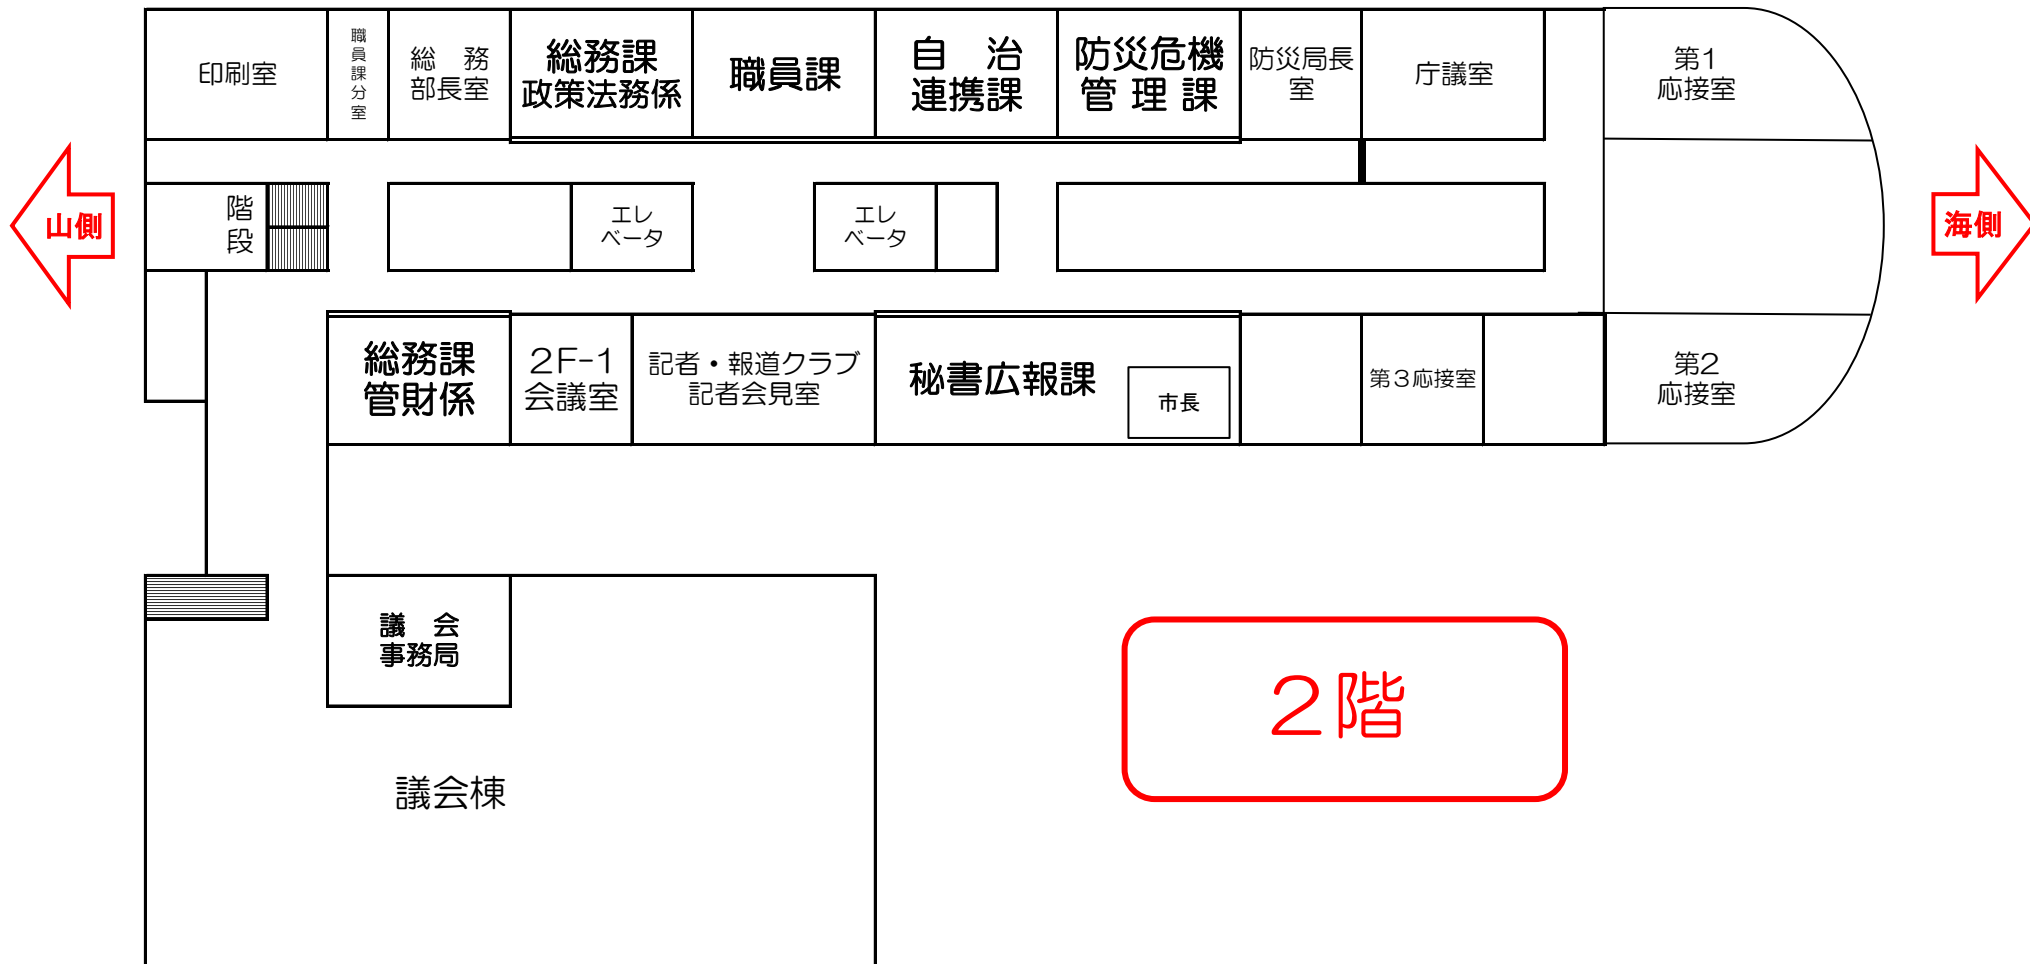 印刷室
職員課分室
総　務
部長室
総務課
政策法務係
職員課
自　治
連携課
防災危機
管 理 課
防災局長
室
庁議室
第1
応接室
山側
階
段
エレ
ベータ
エレ
ベータ
海側
総務課
管財係
2F-1
会議室
記者・報道クラブ
記者会見室
秘書広報課
市長
第3応接室
第2
応接室
議　会
事務局
議会棟
2階